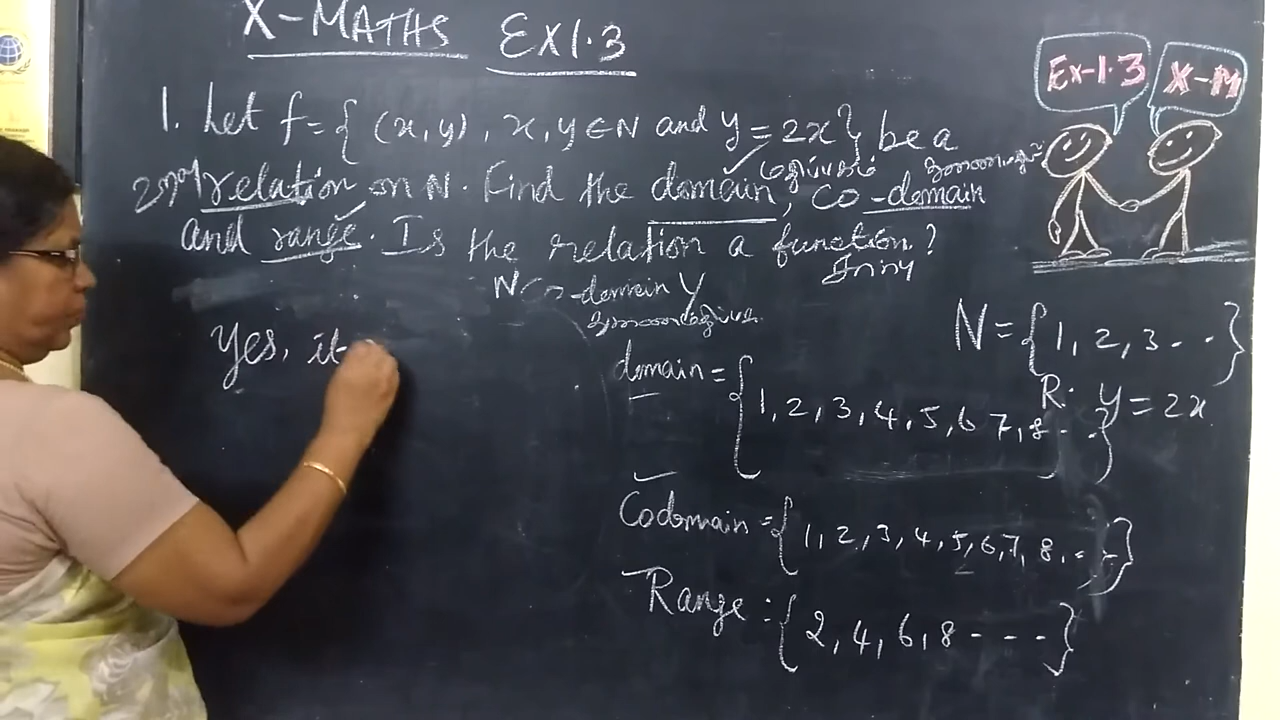 X-MATHS Ex1.3
Ex-1.3 X-M
1. Let f = { (x, y), x, y ∈ N and y = 2x } be a
relation on N. Find the domain, Co-domain
and range. Is the relation a function?
Co-domain Y
Yes, it
N = { 1, 2, 3 - - }
R: y = 2x
domain = { 1, 2, 3, 4, 5, 6 7, 8 - - }
Codomain = { 1, 2, 3, 4, 5, 6, 7, 8, - - }
Range : { 2, 4, 6, 8 - - - - }